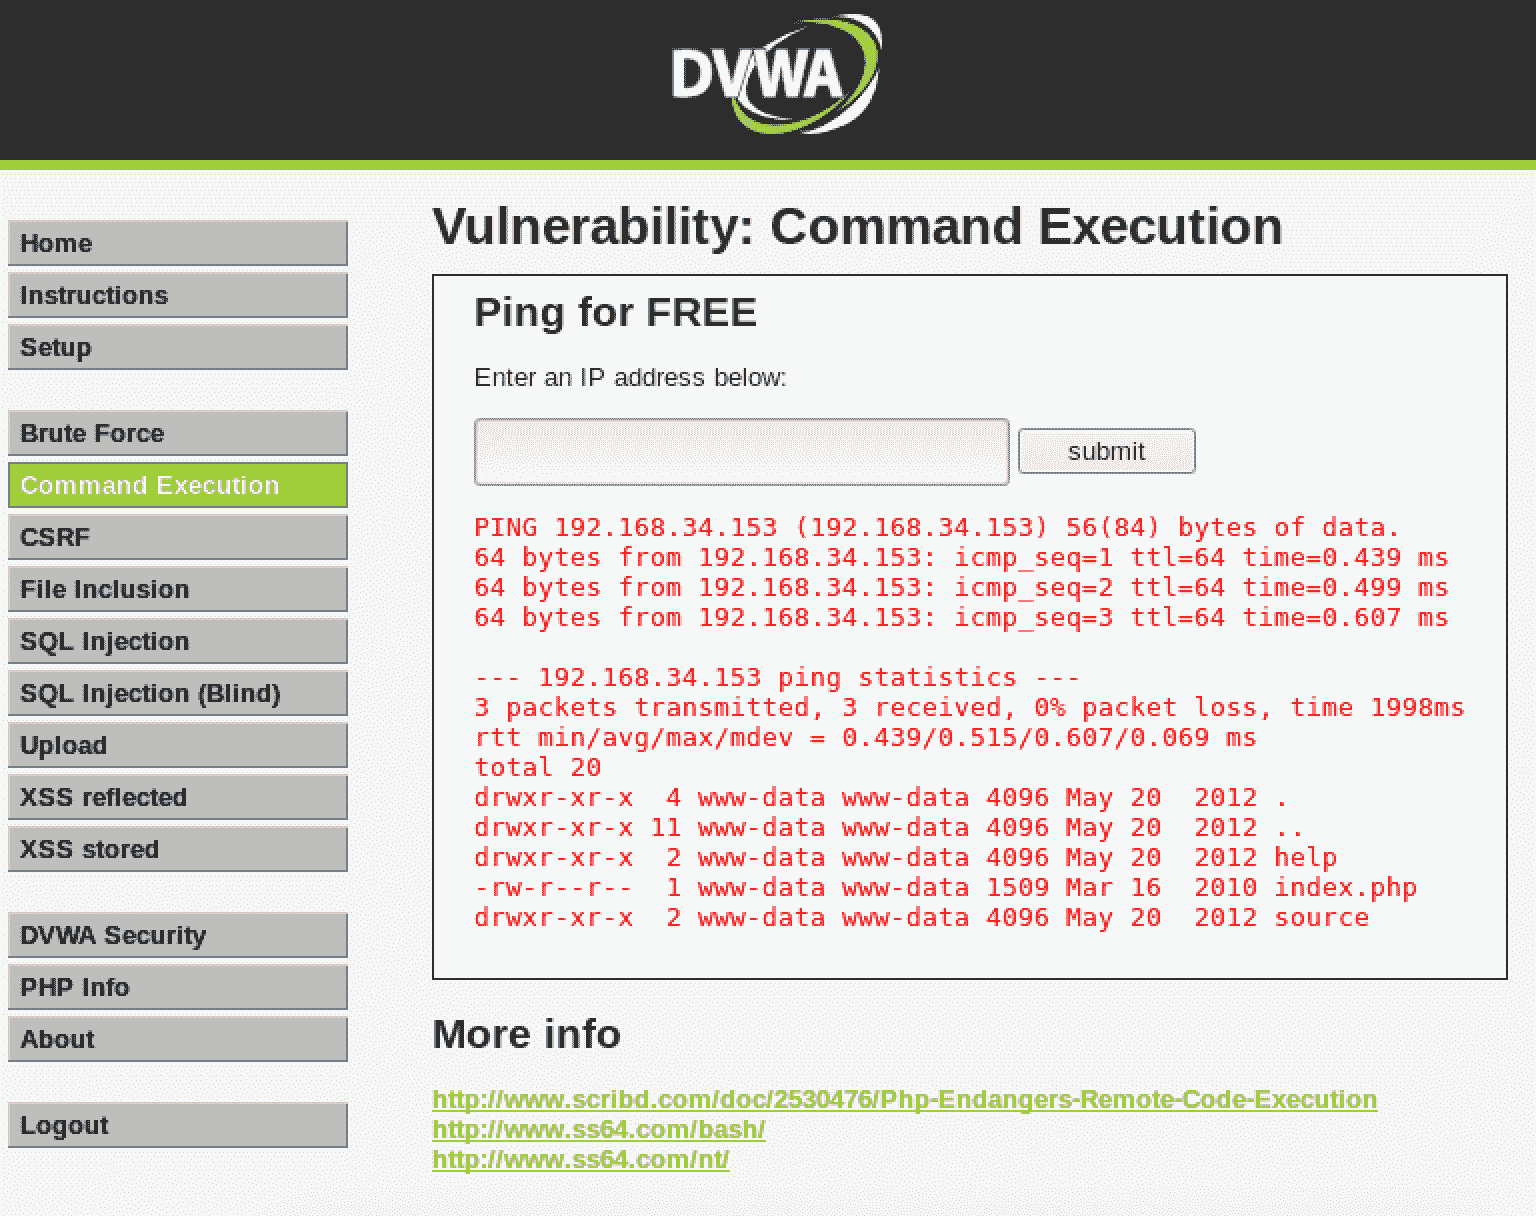 DVWA
Home
Instructions
Setup
Brute Force
Command Execution
CSRF
File Inclusion
SQL Injection
SQL Injection (Blind)
Upload
XSS reflected
XSS stored
DVWA Security
PHP Info
About
Logout
Vulnerability: Command Execution
Ping for FREE
Enter an IP address below:
submit
PING 192.168.34.153 (192.168.34.153) 56(84) bytes of data.
64 bytes from 192.168.34.153: icmp_seq=1 ttl=64 time=0.439 ms
64 bytes from 192.168.34.153: icmp_seq=2 ttl=64 time=0.499 ms
64 bytes from 192.168.34.153: icmp_seq=3 ttl=64 time=0.607 ms
--- 192.168.34.153 ping statistics ---
3 packets transmitted, 3 received, 0% packet loss, time 1998ms
rtt min/avg/max/mdev = 0.439/0.515/0.607/0.069 ms
total 20
drwxr-xr-x  4 www-data www-data 4096 May 20  2012 .
drwxr-xr-x 11 www-data www-data 4096 May 20  2012 ..
drwxr-xr-x  2 www-data www-data 4096 May 20  2012 help
-rw-r--r--  1 www-data www-data 1509 Mar 16  2010 index.php
drwxr-xr-x  2 www-data www-data 4096 May 20  2012 source
More info
http://www.scribd.com/doc/2530476/Php-Endangers-Remote-Code-Execution
http://www.ss64.com/bash/
http://www.ss64.com/nt/